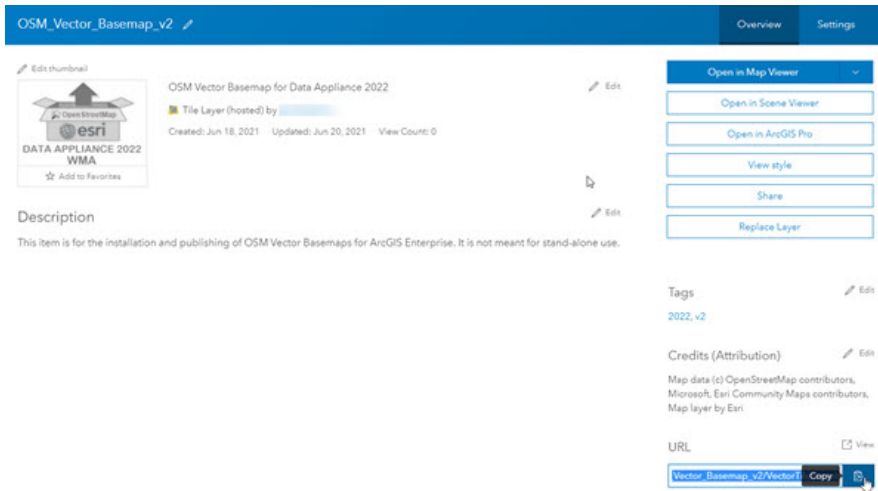 OSM_Vector_Basemap_v2
Overview
Settings
Edit thumbnail
OpenStreetMap
esri
DATA APPLIANCE 2022
WMA
Add to Favorites
OSM Vector Basemap for Data Appliance 2022
Edit
Tile Layer (hosted) by
Created: Jun 18, 2021 Updated: Jun 20, 2021 View Count: 0
Description
Edit
This item is for the installation and publishing of OSM Vector Basemaps for ArcGIS Enterprise. It is not meant for stand-alone use.
Open in Map Viewer
Open in Scene Viewer
Open in ArcGIS Pro
View style
Share
Replace Layer
Tags
Edit
2022, v2
Credits (Attribution)
Edit
Map data (c) OpenStreetMap contributors,
Microsoft, Esri Community Maps contributors,
Map layer by Esri
URL
View
Vector_Basemap_v2/VectorTi
Copy